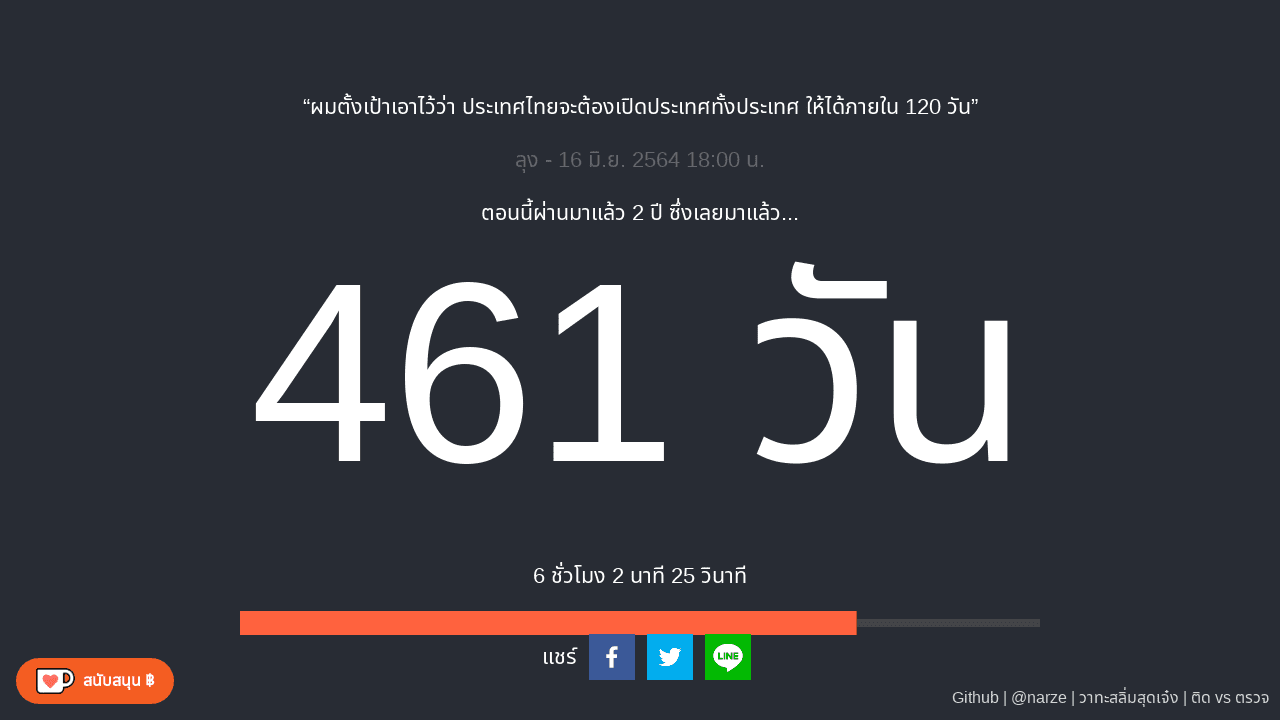 “ผมตั้งเป้าเอาไว้ว่า ประเทศไทยจะต้องเปิดประเทศทั้งประเทศ ให้ได้ภายใน 120 วัน”
ลุง - 16 มิ.ย. 2564 18:00 น.
ตอนนี้ผ่านมาแล้ว 2 ปี ซึ่งเลยมาแล้ว...
461 วัน
6 ชั่วโมง 2 นาที 25 วินาที
แชร์ LINE
สนับสนุน ฿
Github | @narze | วาทะสลิ่มสุดเจ๋ง | ติด vs ตรวจ